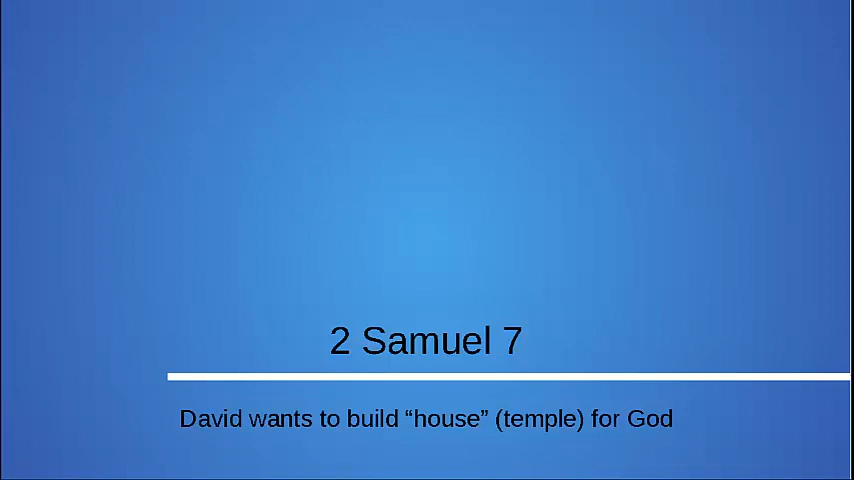 2 Samuel 7
David wants to build “house” (temple) for God